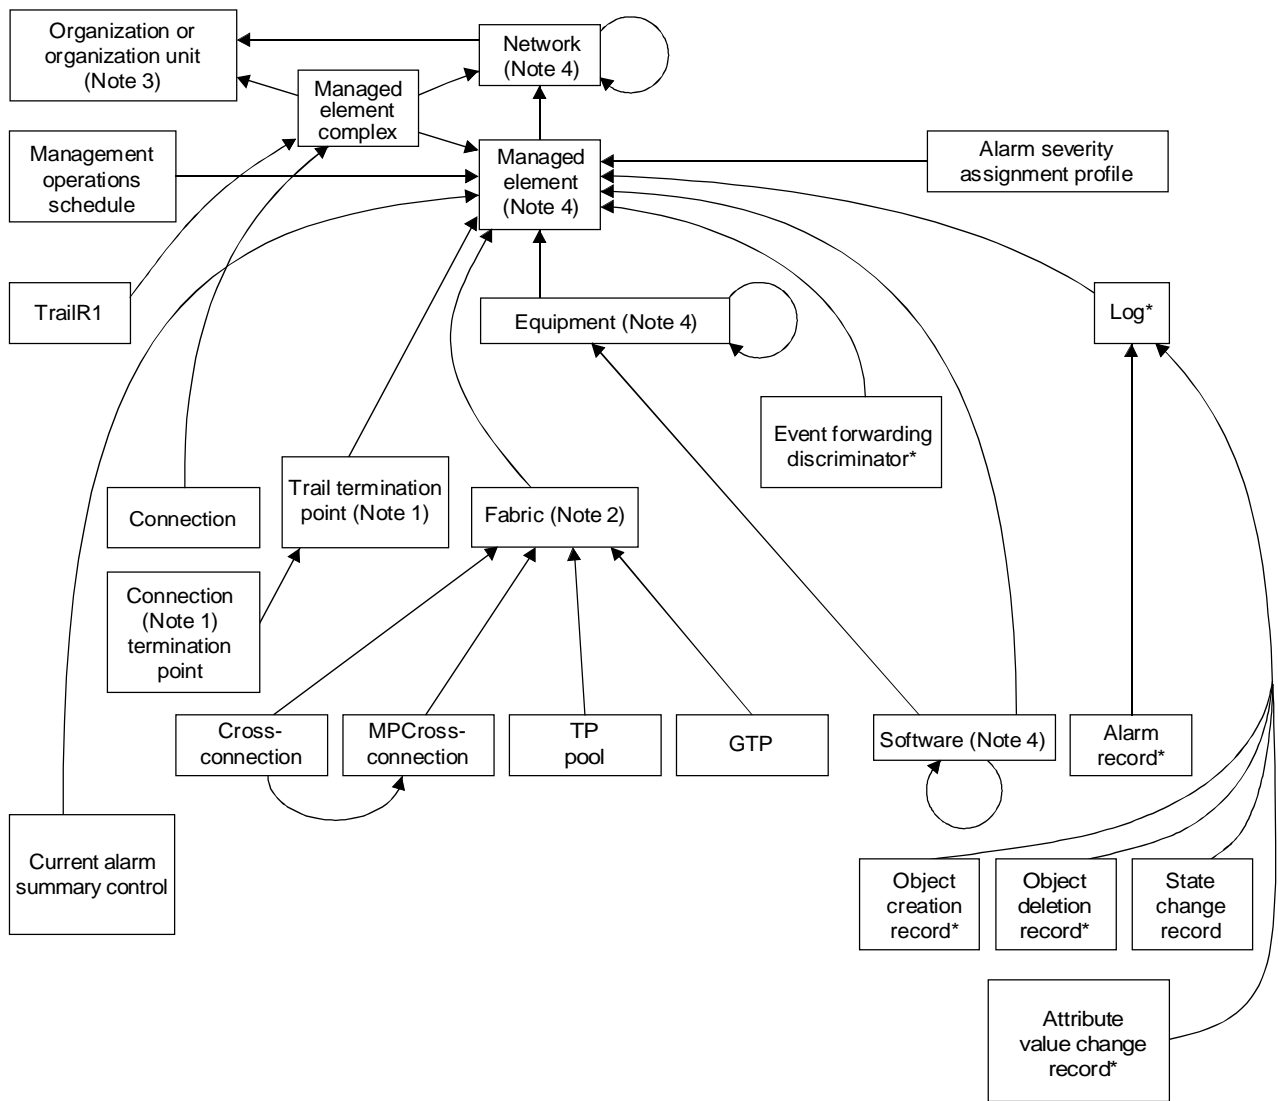 Organization or
organization unit
(Note 3)
Network
(Note 4)
Managed
element
complex
Management
operations
schedule
Managed
element
(Note 4)
Alarm severity
assignment profile
TrailR1
Equipment (Note 4)
Log*
Event forwarding
discriminator*
Connection
Trail termination
point (Note 1)
Fabric (Note 2)
Connection
(Note 1)
termination
point
Cross-
connection
MPCross-
connection
TP
pool
GTP
Software (Note 4)
Alarm
record*
Current alarm
summary control
Object
creation
record*
Object
deletion
record*
State
change
record
Attribute
value change
record*